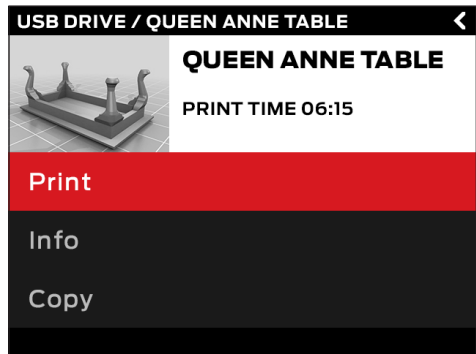 USB DRIVE / QUEEN ANNE TABLE
QUEEN ANNE TABLE
PRINT TIME 06:15
Print
Info
Copy